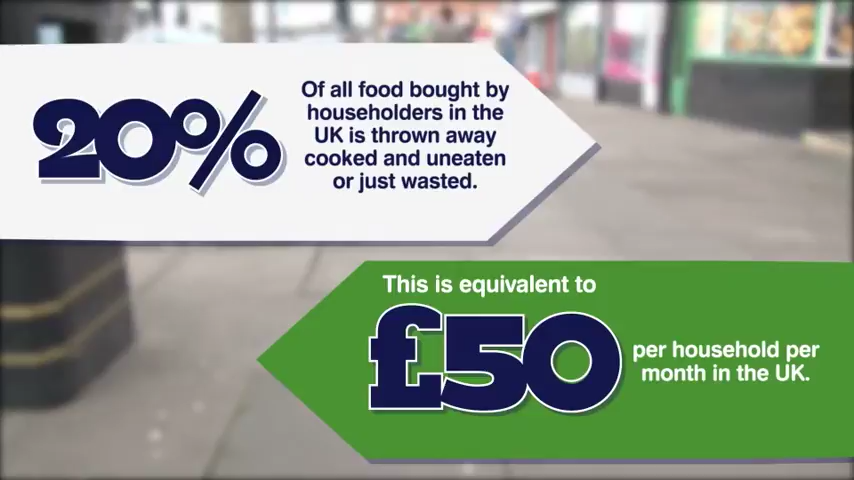 20%
Of all food bought by
householders in the
UK is thrown away
cooked and uneaten
or just wasted.
This is equivalent to
£50
per household per
month in the UK.